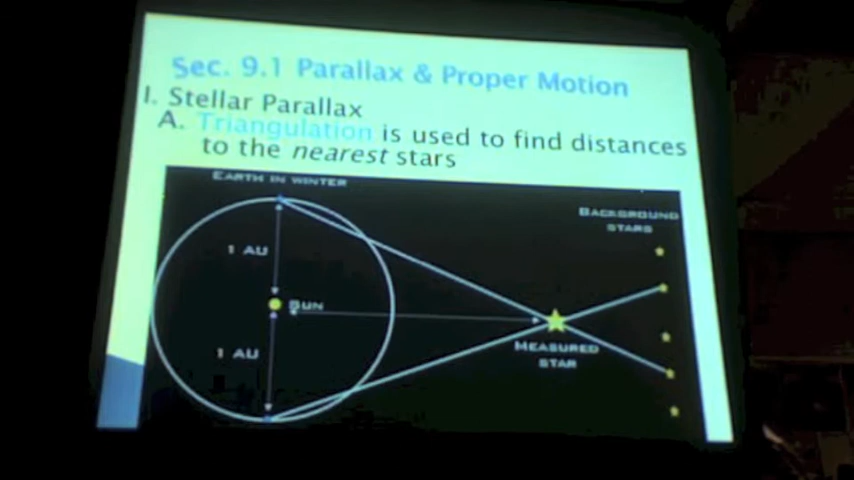 Sec. 9.1 Parallax & Proper Motion
I. Stellar Parallax
A. Triangulation is used to find distances
to the nearest stars
EARTH IN WINTER
BACKGROUND
STARS
1 AU
SUN
1 AU
MEASURED
STAR